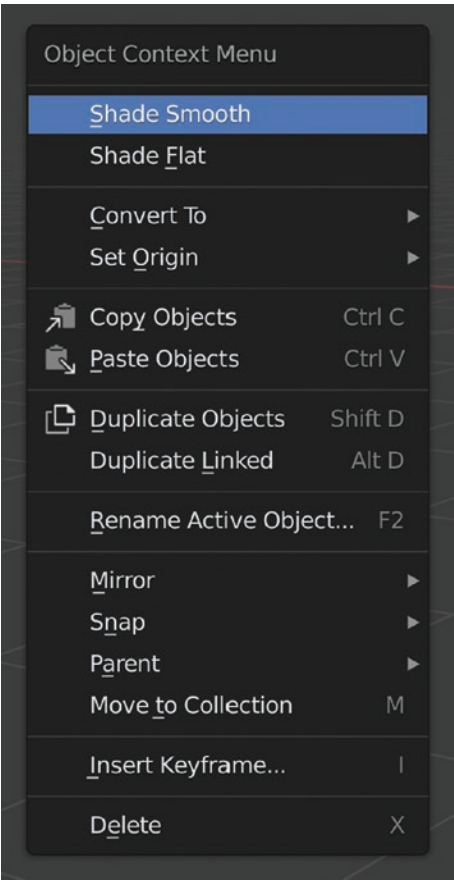 Object Context Menu
Shade Smooth
Shade Flat
Convert To
Set Origin
Copy Objects Ctrl C
Paste Objects Ctrl V
Duplicate Objects Shift D
Duplicate Linked Alt D
Rename Active Object... F2
Mirror
Snap
Parent
Move to Collection M
Insert Keyframe... I
Delete X